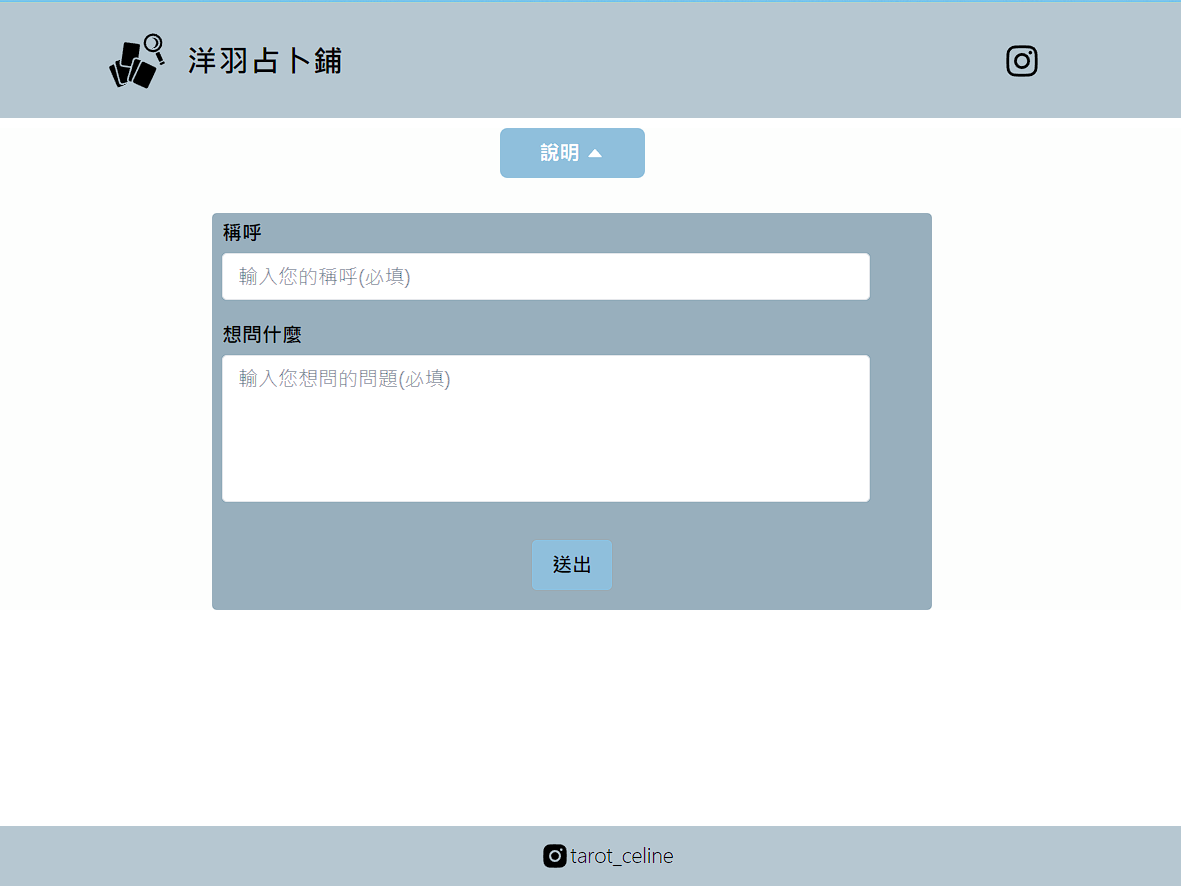 洋羽占卜鋪
說明
稱呼
輸入您的稱呼(必填)
想問什麼
輸入您想問的問題(必填)
送出
tarot_celine